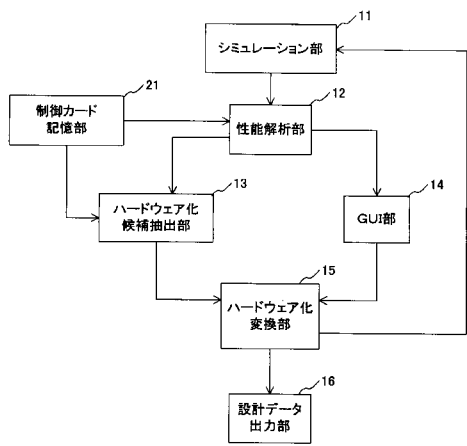 11
シミュレーション部
21
制御カード
記憶部
12
性能解析部
13
ハードウェア化
候補抽出部
14
GUI部
15
ハードウェア化
変換部
16
設計データ
出力部